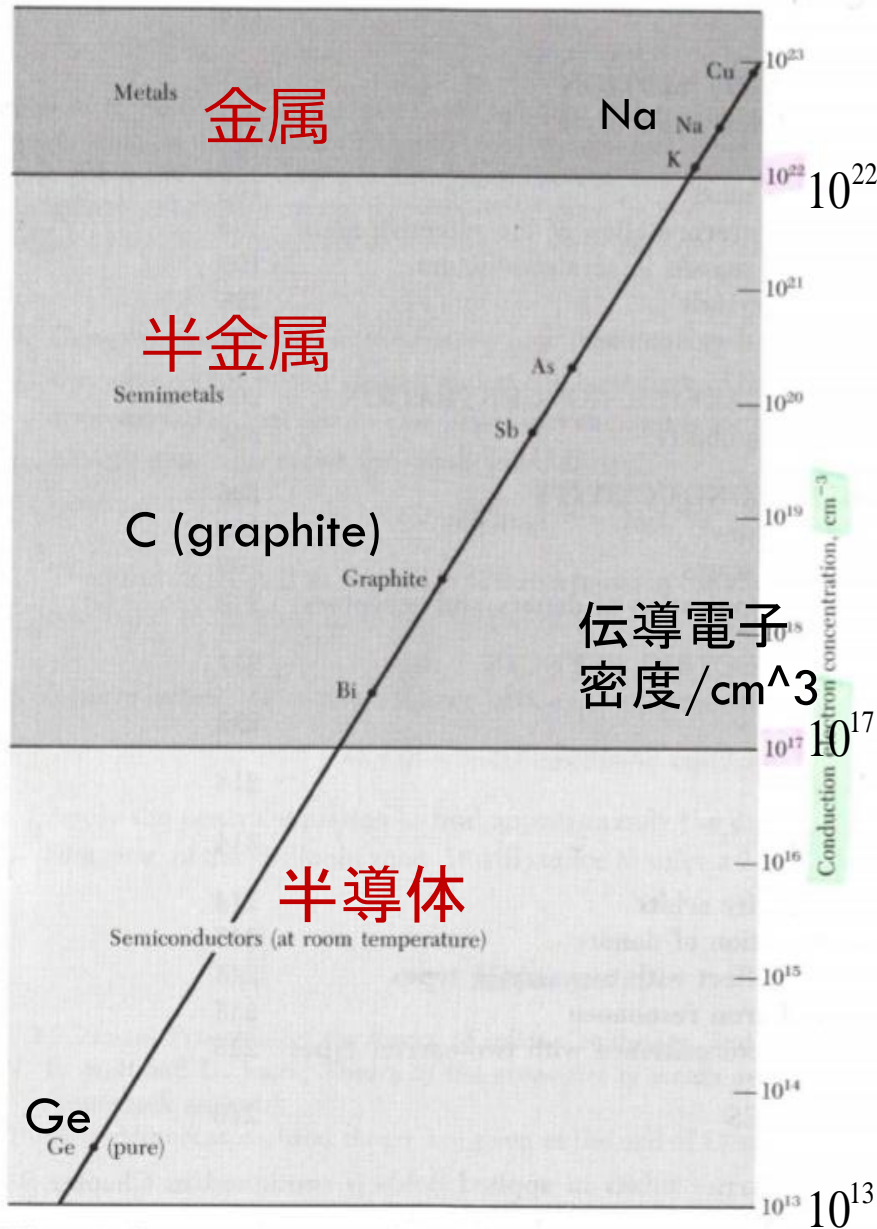 Metals
金属
Na
Cu
Na
K
10²³
10²²
10²²
10²¹
半金属
Semimetals
As
Sb
10²⁰
C (graphite)
Graphite
10¹⁹
伝導電子
密度/cm^3
10¹⁸
Bi
10¹⁷
10¹⁷
Conduction electron concentration, cm⁻³
10¹⁶
半導体
Semiconductors (at room temperature)
10¹⁵
10¹⁴
Ge
Ge (pure)
10¹³
10¹³